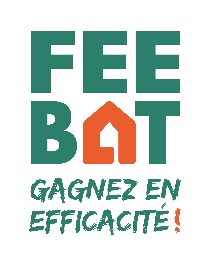 FEE
BAT
GAGNEZ EN
EFFICACITÉ !